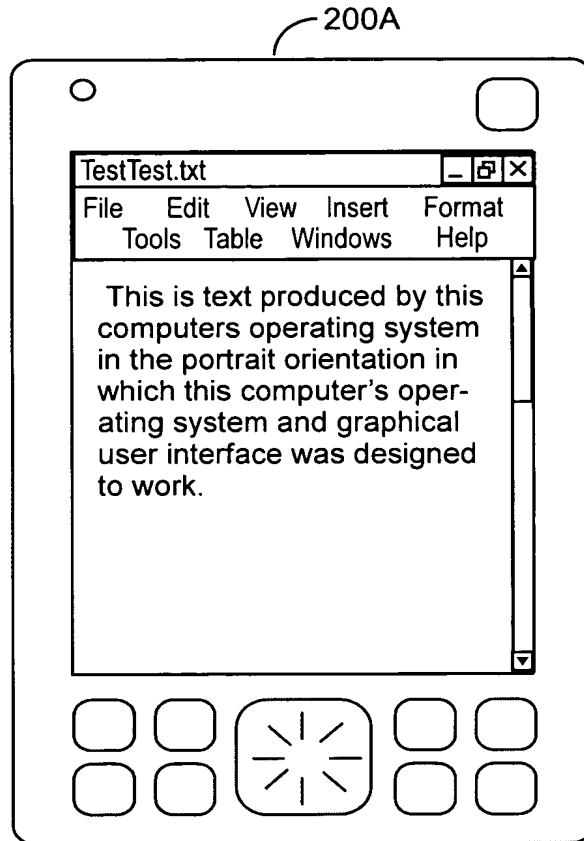 200A
TestTest.txt
File Edit View Insert Format
Tools Table Windows Help
This is text produced by this
computers operating system
in the portrait orientation in
which this computer's oper-
ating system and graphical
user interface was designed
to work.